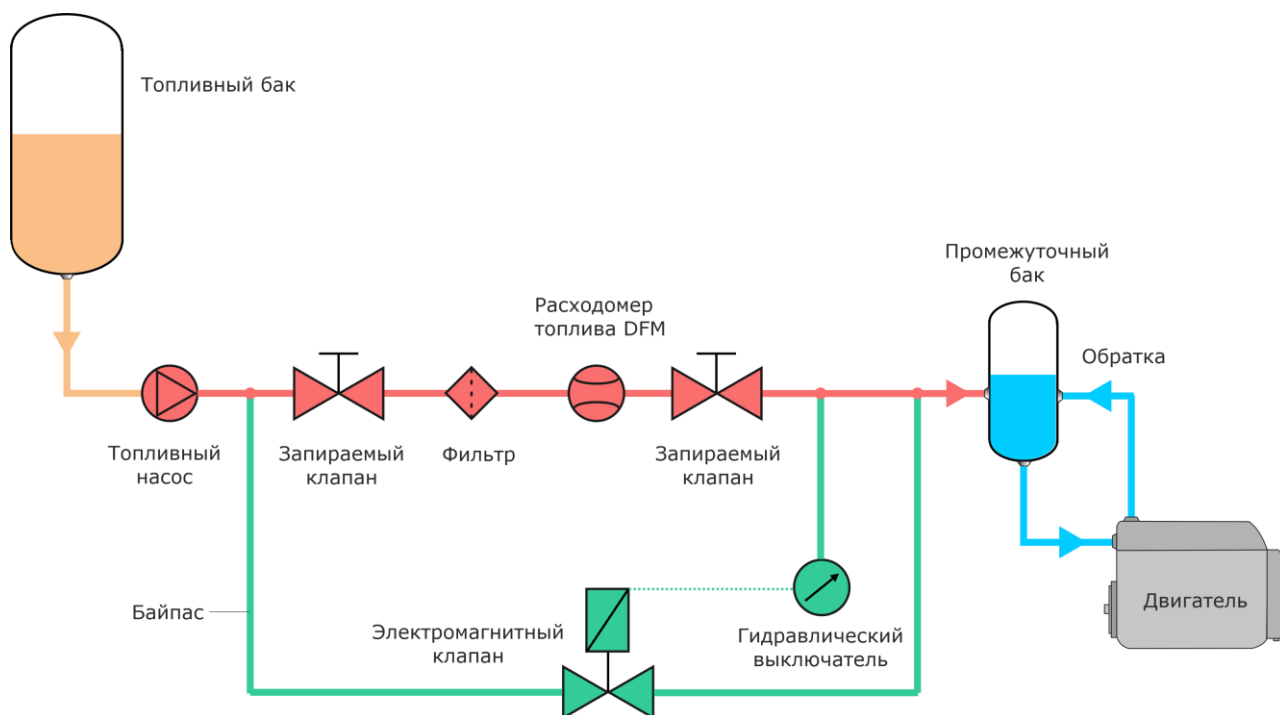 Топливный бак
Промежуточный
бак
Расходомер
топлива DFM
Обратка
Топливный
насос
Запираемый
клапан
Фильтр
Запираемый
клапан
Байпас
Электромагнитный
клапан
Гидравлический
выключатель
Двигатель